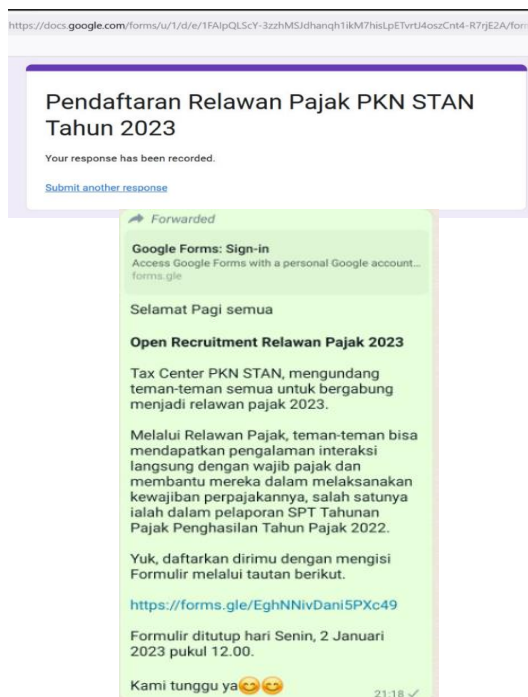 https://docs.google.com/forms/u/1/d/e/1FAIpQLScY-3zzhMSJdhanqh1ikM7hisLpETvrtJ4oszCnt4-R7rjE2A/for
Pendaftaran Relawan Pajak PKN STAN
Tahun 2023
Your response has been recorded.
Submit another response
Forwarded
Google Forms: Sign-in
Access Google Forms with a personal Google account...
forms.gle
Selamat Pagi semua
Open Recruitment Relawan Pajak 2023
Tax Center PKN STAN, mengundang
teman-teman semua untuk bergabung
menjadi relawan pajak 2023.
Melalui Relawan Pajak, teman-teman bisa
mendapatkan pengalaman interaksi
langsung dengan wajib pajak dan
membantu mereka dalam melaksanakan
kewajiban perpajakannya, salah satunya
ialah dalam pelaporan SPT Tahunan
Pajak Penghasilan Tahun Pajak 2022.
Yuk, daftarkan dirimu dengan mengisi
Formulir melalui tautan berikut.
https://forms.gle/EghNNivDani5PXc49
Formulir ditutup hari Senin, 2 Januari
2023 pukul 12.00.
Kami tunggu ya😊😊
21:18 ✓